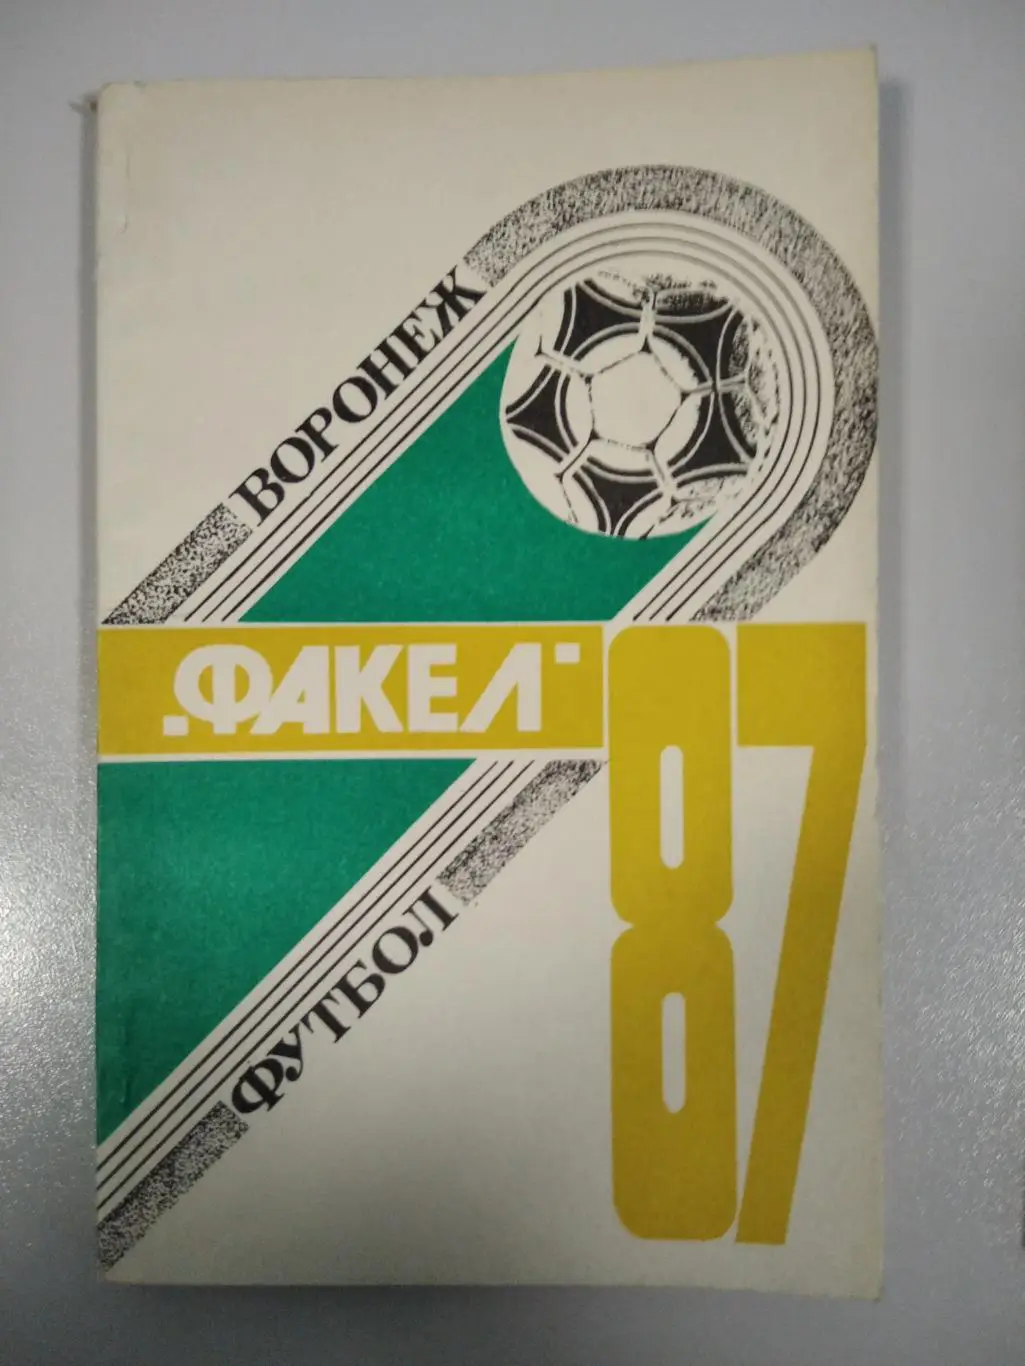 ВОРОНЕЖ
„ФАКЕЛ“
87
ФУТБОЛ